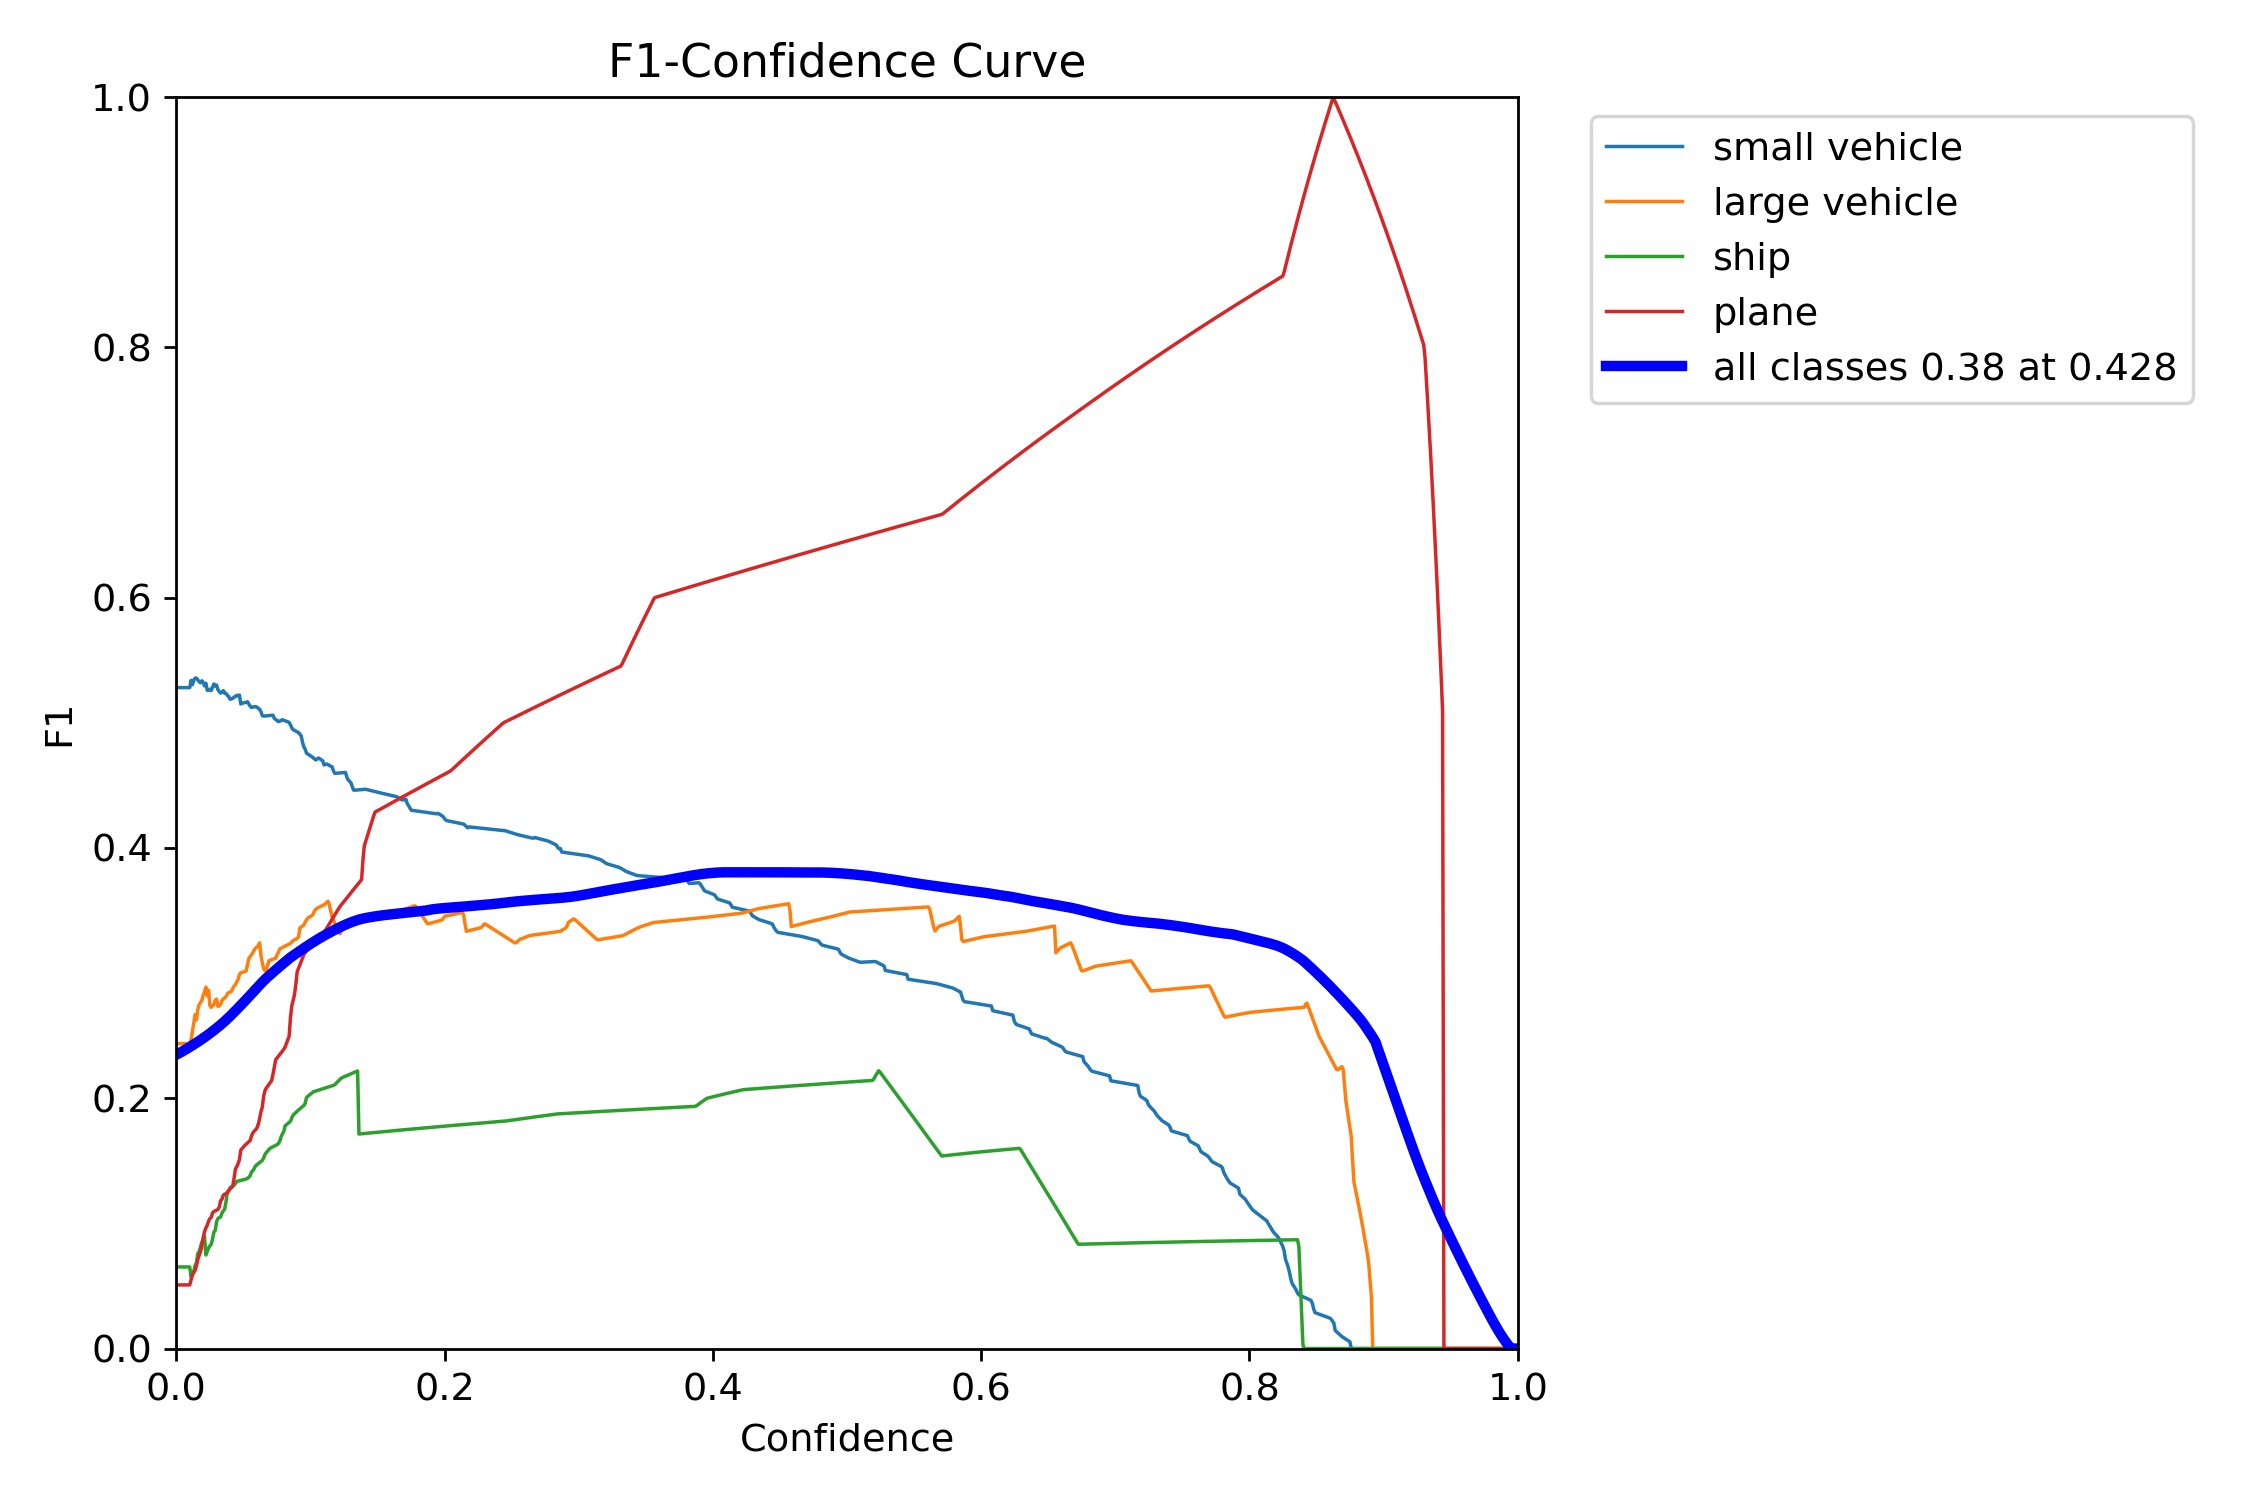 F1-Confidence Curve
1.0
0.8
0.6
0.4
0.2
0.0
F1
0.0 0.2 0.4 0.6 0.8 1.0
Confidence
small vehicle
large vehicle
ship
plane
all classes 0.38 at 0.428